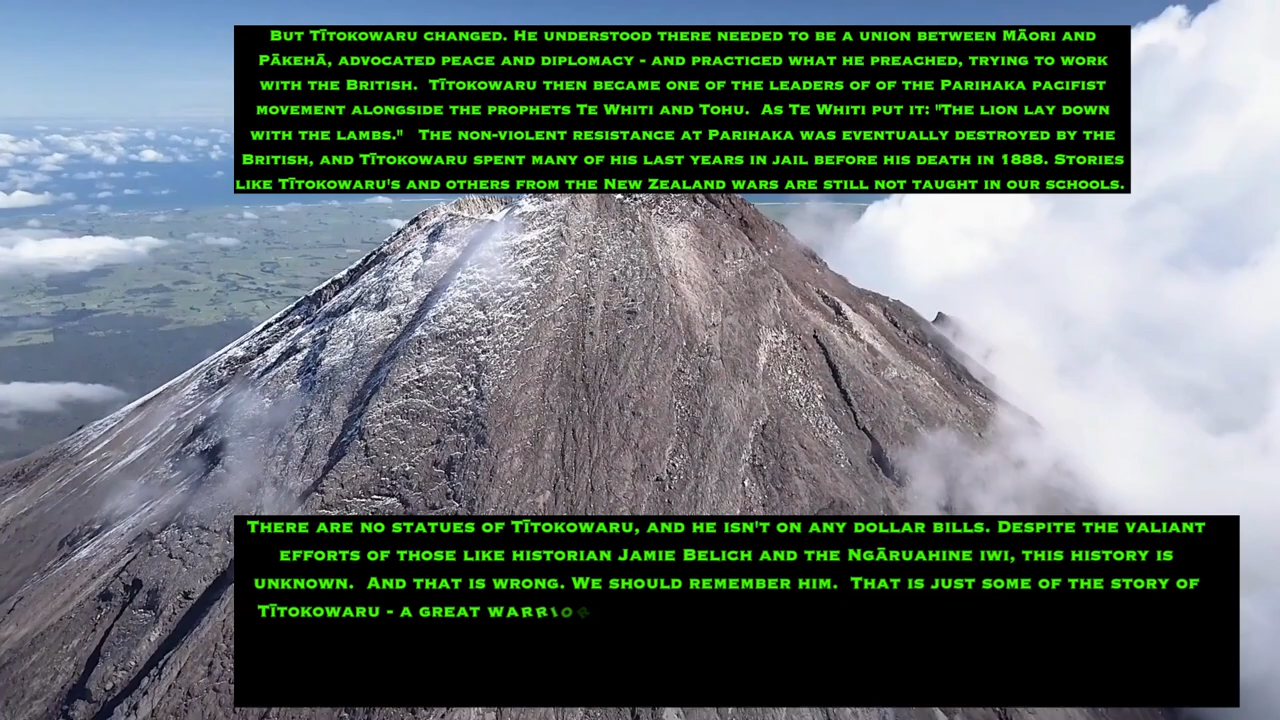 But Tītokowaru changed. He understood there needed to be a union between Māori and
Pākehā, advocated peace and diplomacy - and practiced what he preached, trying to work
with the British. Tītokowaru then became one of the leaders of of the Parihaka pacifist
movement alongside the prophets Te Whiti and Tohu. As Te Whiti put it: "The lion lay down
with the lambs." The non-violent resistance at Parihaka was eventually destroyed by the
British, and Tītokowaru spent many of his last years in jail before his death in 1888. Stories
like Tītokowaru's and others from the New Zealand wars are still not taught in our schools.
There are no statues of Tītokowaru, and he isn't on any dollar bills. Despite the valiant
efforts of those like historian Jamie Belich and the Ngāruahine iwi, this history is
unknown. And that is wrong. We should remember him. That is just some of the story of
Tītokowaru - a great warrior